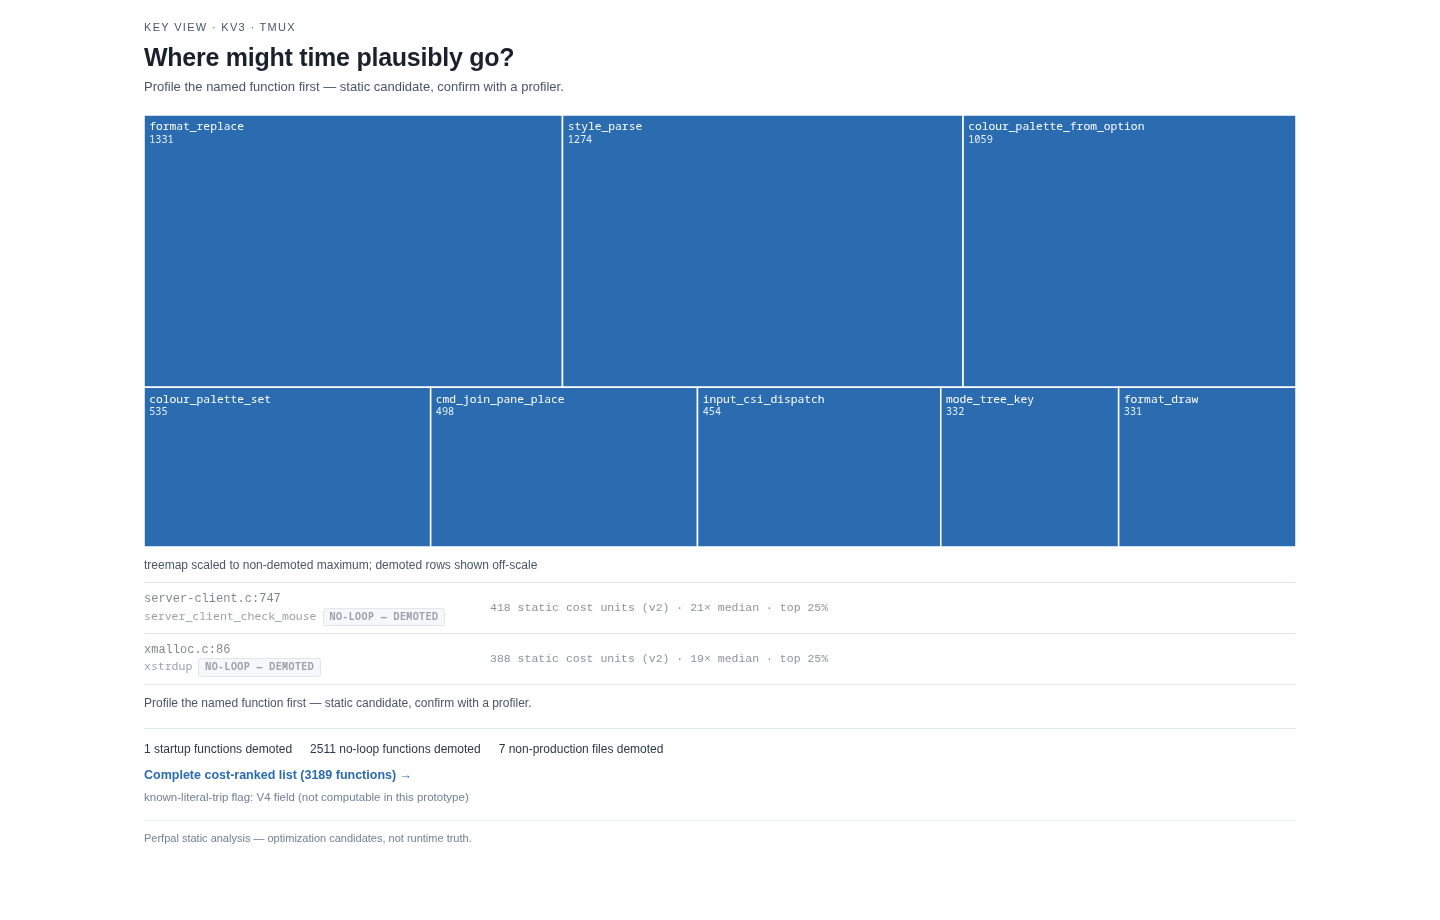 KEY VIEW · KV3 · TMUX
Where might time plausibly go?
Profile the named function first — static candidate, confirm with a profiler.
format_replace
1331
style_parse
1274
colour_palette_from_option
1059
colour_palette_set
535
cmd_join_pane_place
498
input_csi_dispatch
454
mode_tree_key
332
format_draw
331
treemap scaled to non-demoted maximum; demoted rows shown off-scale
server-client.c:747
server_client_check_mouse NO-LOOP — DEMOTED
418 static cost units (v2) · 21× median · top 25%
xmalloc.c:86
xstrdup NO-LOOP — DEMOTED
388 static cost units (v2) · 19× median · top 25%
Profile the named function first — static candidate, confirm with a profiler.
1 startup functions demoted 2511 no-loop functions demoted 7 non-production files demoted
Complete cost-ranked list (3189 functions) →
known-literal-trip flag: V4 field (not computable in this prototype)
Perfpal static analysis — optimization candidates, not runtime truth.